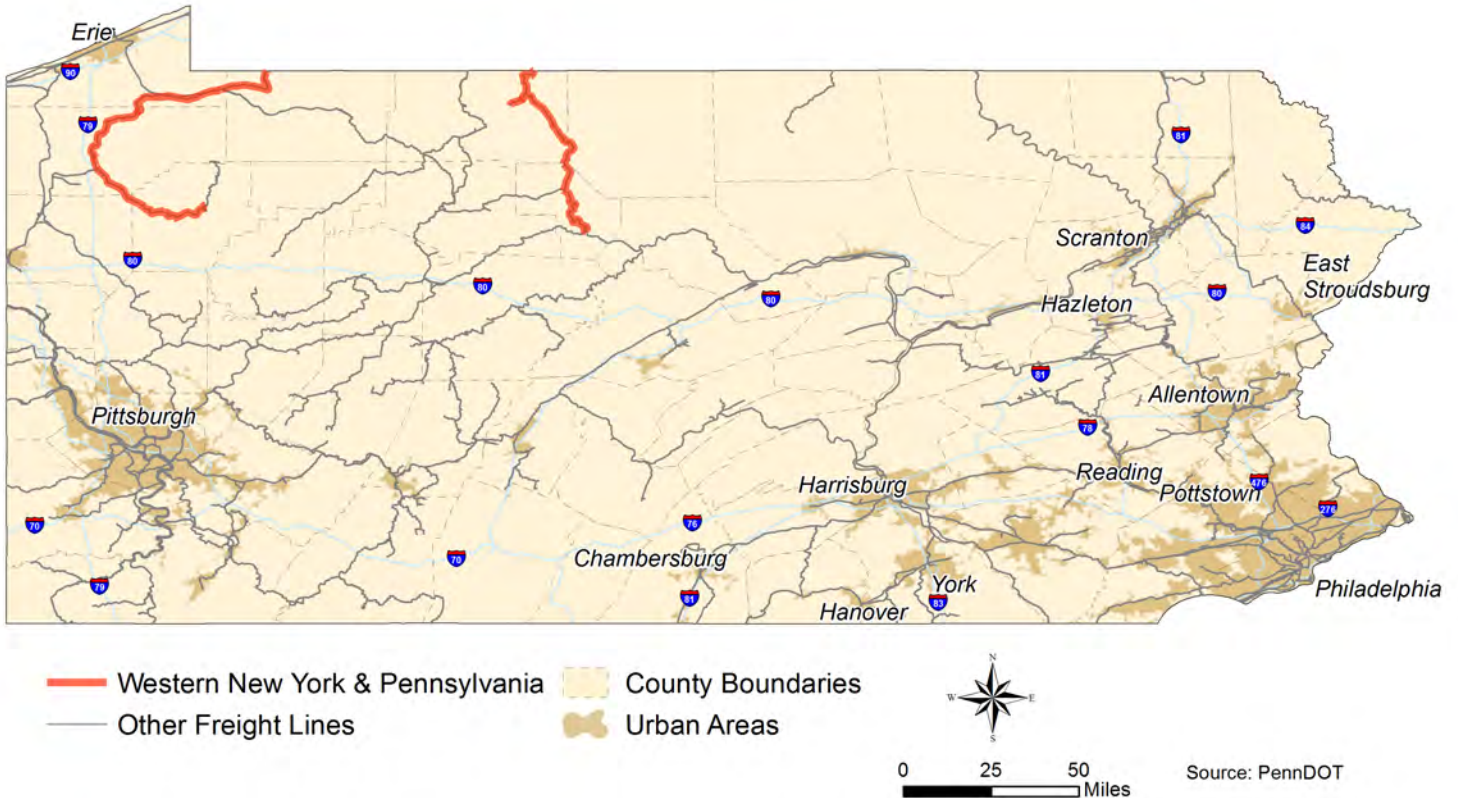 Erie
90
79
81
84
Scranton
East
Stroudsburg
80
80
80
80
Hazleton
81
Allentown
Pittsburgh
78
Reading
Harrisburg
Pottstown
476
276
70
76
70
Chambersburg
79
81
York
83
Hanover
Philadelphia
Western New York & Pennsylvania
County Boundaries
Other Freight Lines
Urban Areas
N
W
E
S
0
25
50
Miles
Source: PennDOT